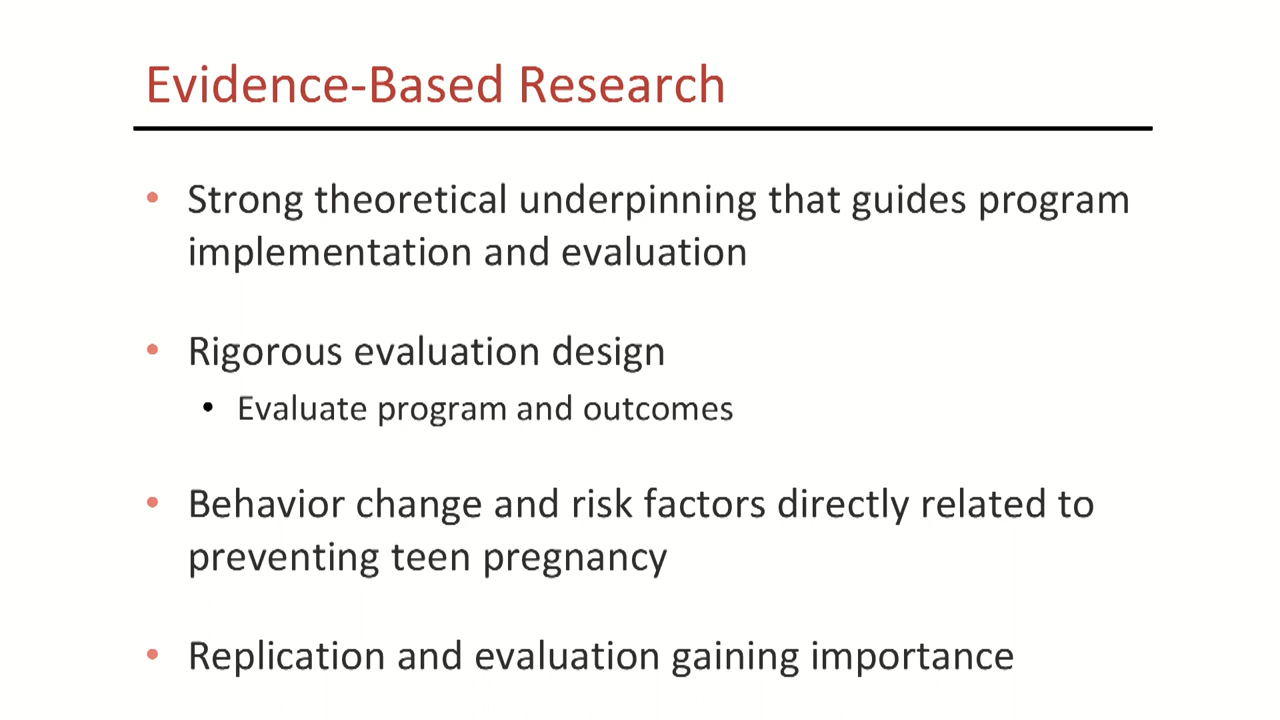 Evidence-Based Research
• Strong theoretical underpinning that guides program
implementation and evaluation
• Rigorous evaluation design
• Evaluate program and outcomes
• Behavior change and risk factors directly related to
preventing teen pregnancy
• Replication and evaluation gaining importance